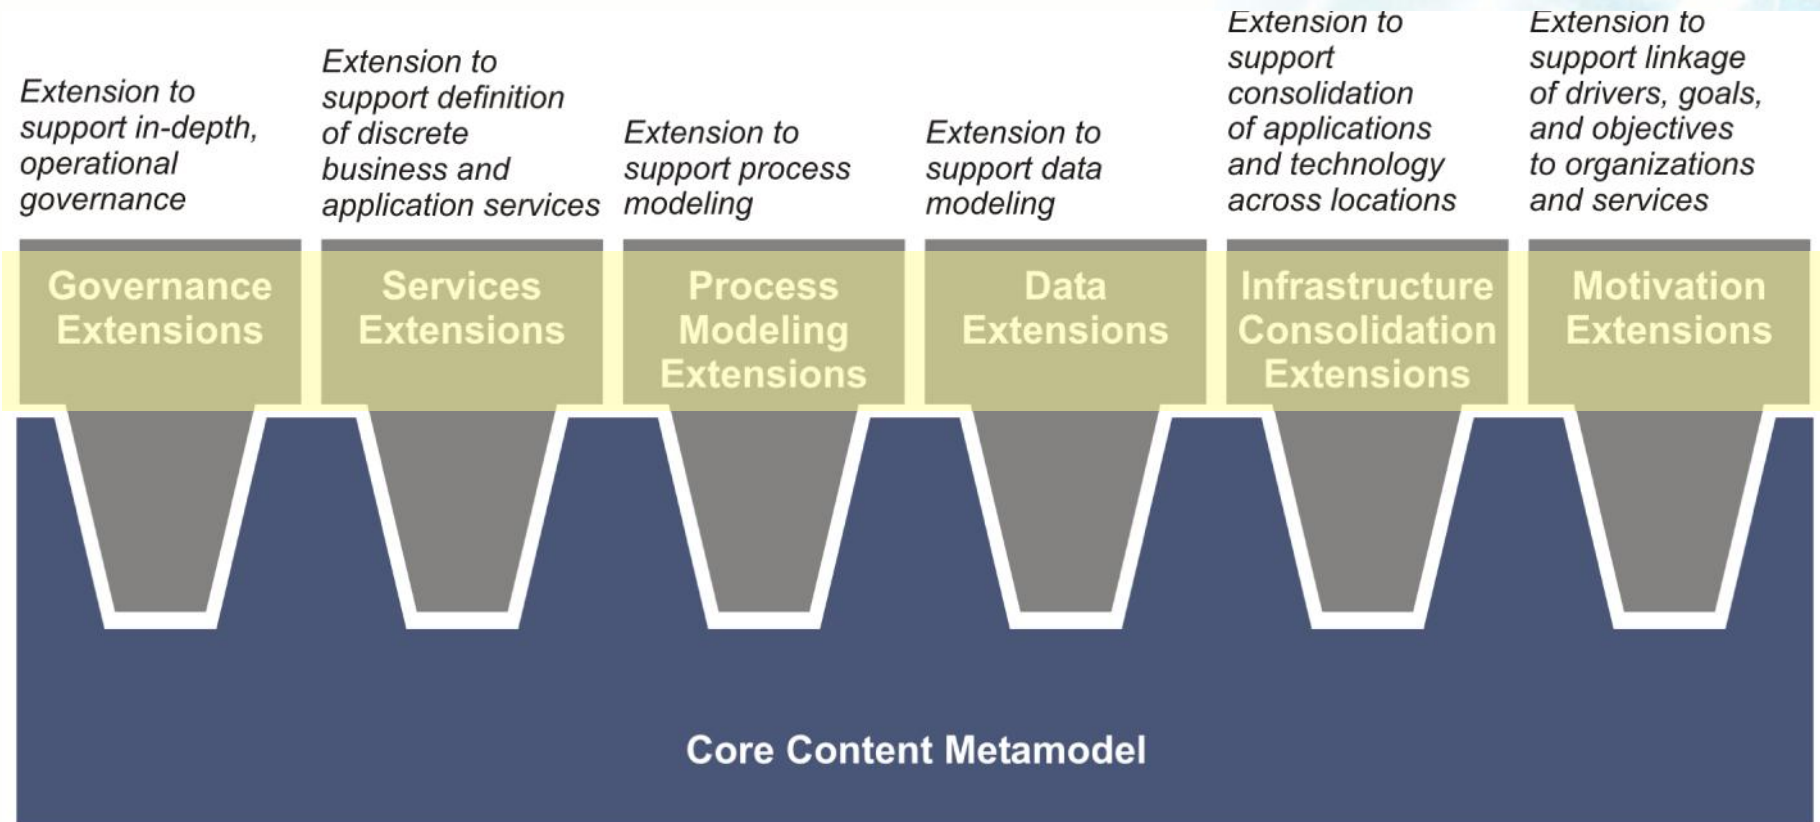 Extension to
support in-depth,
operational
governance
Extension to
support definition
of discrete
business and
application services
Extension to
support process
modeling
Extension to
support data
modeling
Extension to
support
consolidation
of applications
and technology
across locations
Extension to
support linkage
of drivers, goals,
and objectives
to organizations
and services
Governance
Extensions
Services
Extensions
Process
Modeling
Extensions
Data
Extensions
Infrastructure
Consolidation
Extensions
Motivation
Extensions
Core Content Metamodel